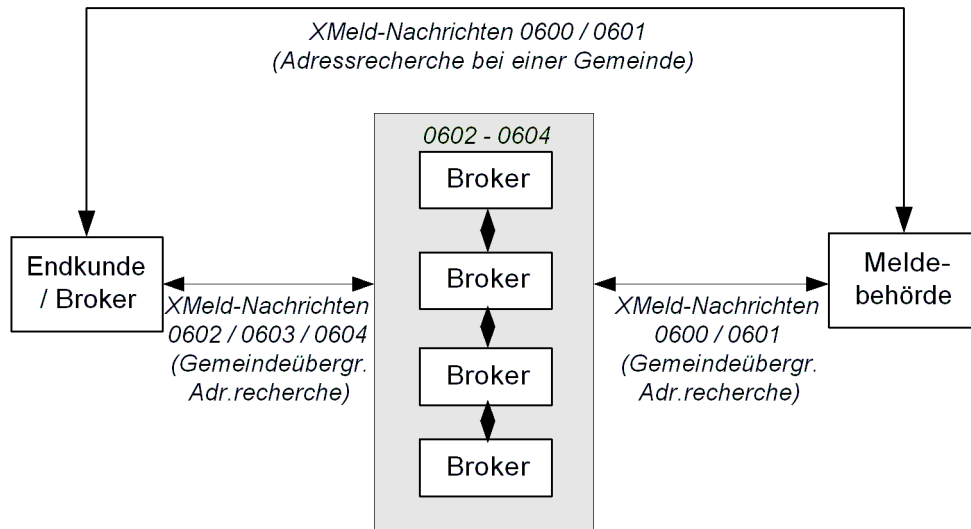 XMeld-Nachrichten 0600 / 0601
(Adressrecherche bei einer Gemeinde)
0602 - 0604
Broker
Broker
Broker
Broker
Endkunde
/ Broker
XMeld-Nachrichten
0602 / 0603 / 0604
(Gemeindeübergr.
Adr.recherche)
XMeld-Nachrichten
0600 / 0601
(Gemeindeübergr.
Adr.recherche)
Melde-
behörde